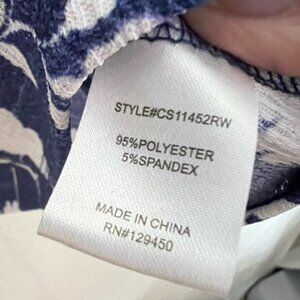 STYLE#CS11452RW
95%POLYESTER
5%SPANDEX
MADE IN CHINA
RN#129450